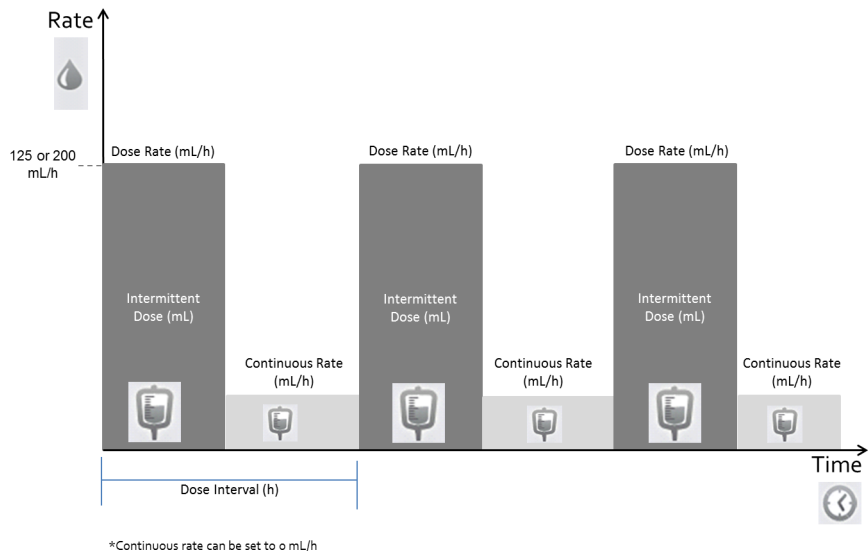 Rate
125 or 200
mL/h
Dose Rate (mL/h)
Dose Rate (mL/h)
Dose Rate (mL/h)
Intermittent
Dose (mL)
Intermittent
Dose (mL)
Intermittent
Dose (mL)
Continuous Rate
(mL/h)
Continuous Rate
(mL/h)
Continuous Rate
(mL/h)
Time
Dose Interval (h)
*Continuous rate can be set to 0 mL/h